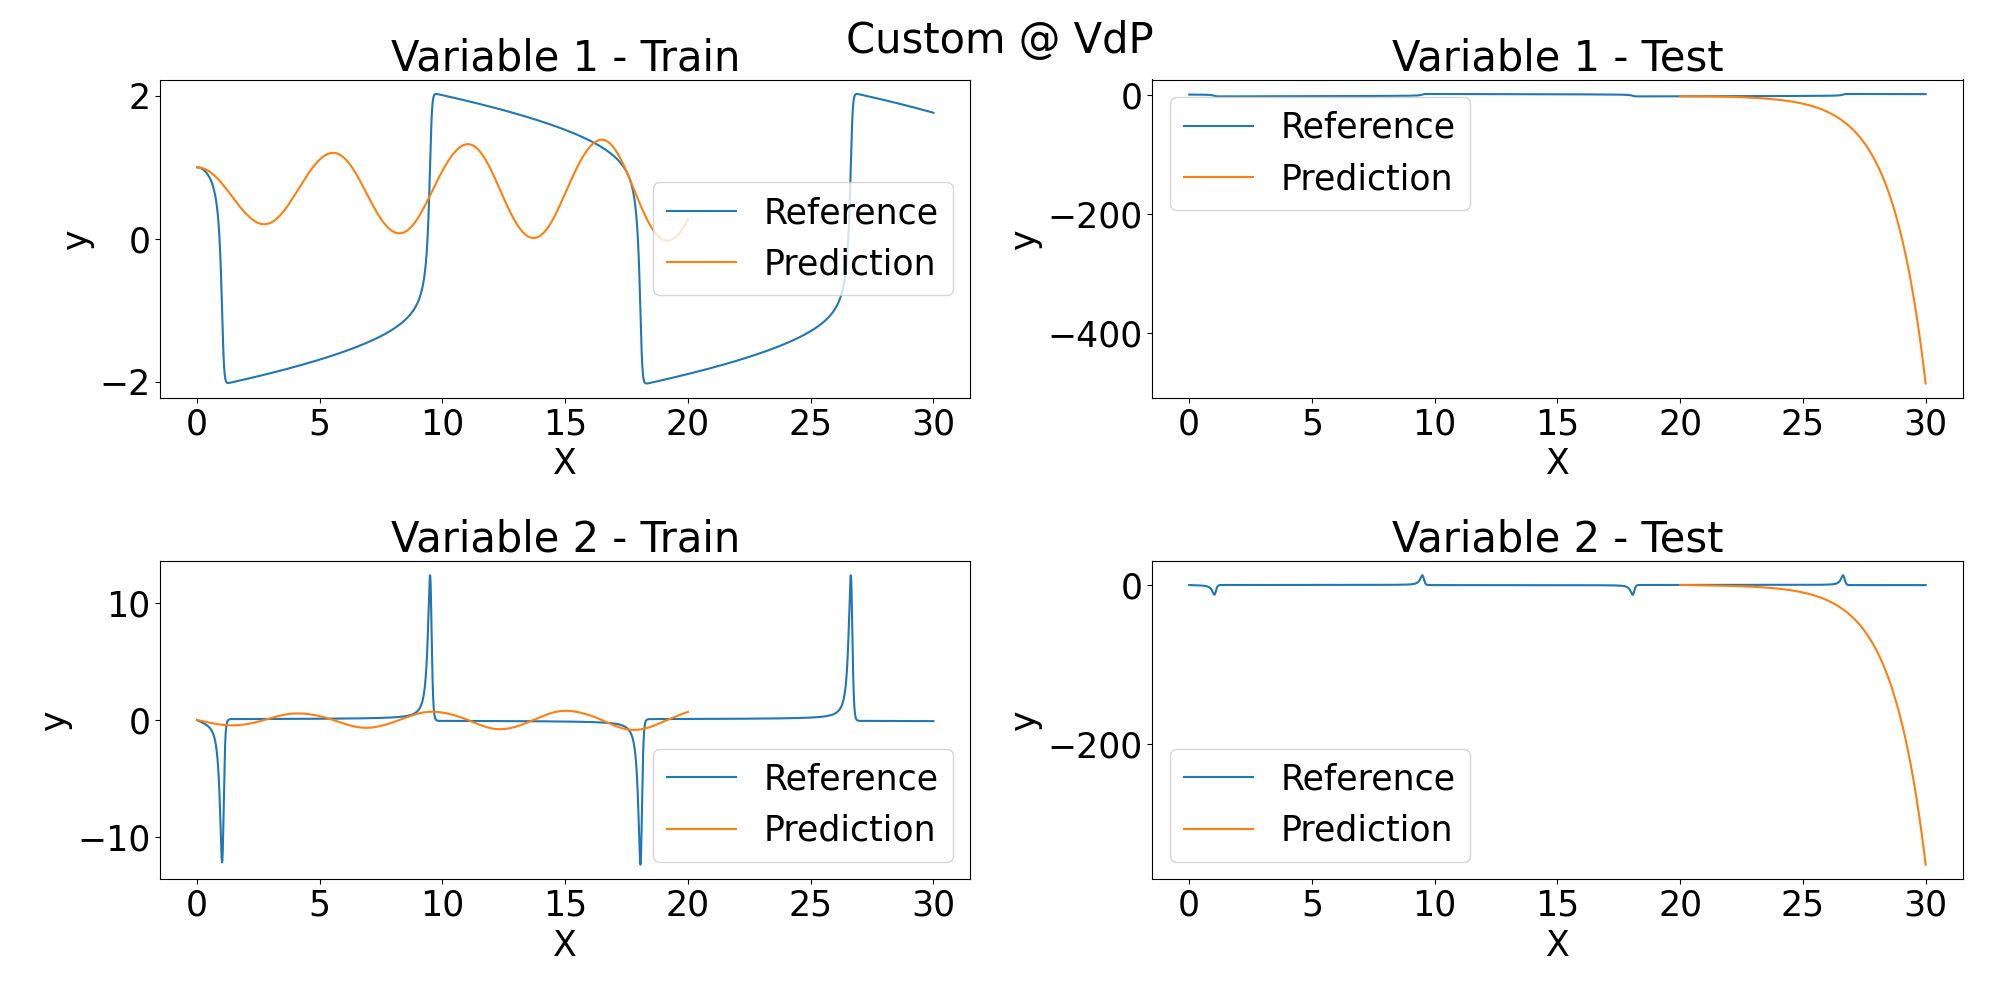 Custom @ VdP
Variable 1 - Train
2
0
−2
y
0 5 10 15 20 25 30
X
Reference
Prediction
Variable 1 - Test
0
−200
−400
y
0 5 10 15 20 25 30
X
Reference
Prediction
Variable 2 - Train
10
0
−10
y
0 5 10 15 20 25 30
X
Reference
Prediction
Variable 2 - Test
0
−200
y
0 5 10 15 20 25 30
X
Reference
Prediction